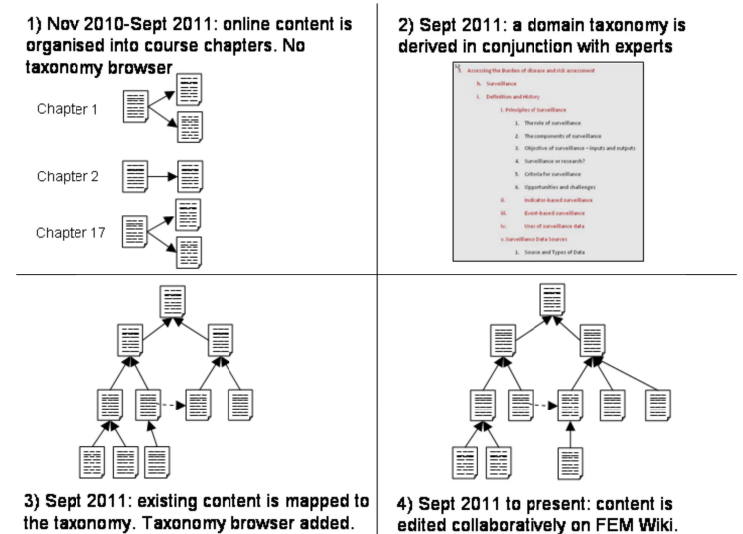 1) Nov 2010-Sept 2011: online content is
organised into course chapters. No
taxonomy browser
Chapter 1
Chapter 2
Chapter 17
2) Sept 2011: a domain taxonomy is
derived in conjunction with experts
Assessing the Burden of disease and risk assessment
h. Surveillance
i. Definition and History
I. Principles of Surveillance
1. The role of surveillance
2. The components of surveillance
3. Objective of surveillance – inputs and outputs
4. Surveillance or research?
5. Criteria for surveillance
6. Opportunities and challenges
ii. Indicator-based surveillance
iii. Event-based surveillance
iv. Uses of surveillance data
v. Surveillance Data Sources
1. Source and Types of Data
3) Sept 2011: existing content is mapped to
the taxonomy. Taxonomy browser added.
4) Sept 2011 to present: content is
edited collaboratively on FEM Wiki.